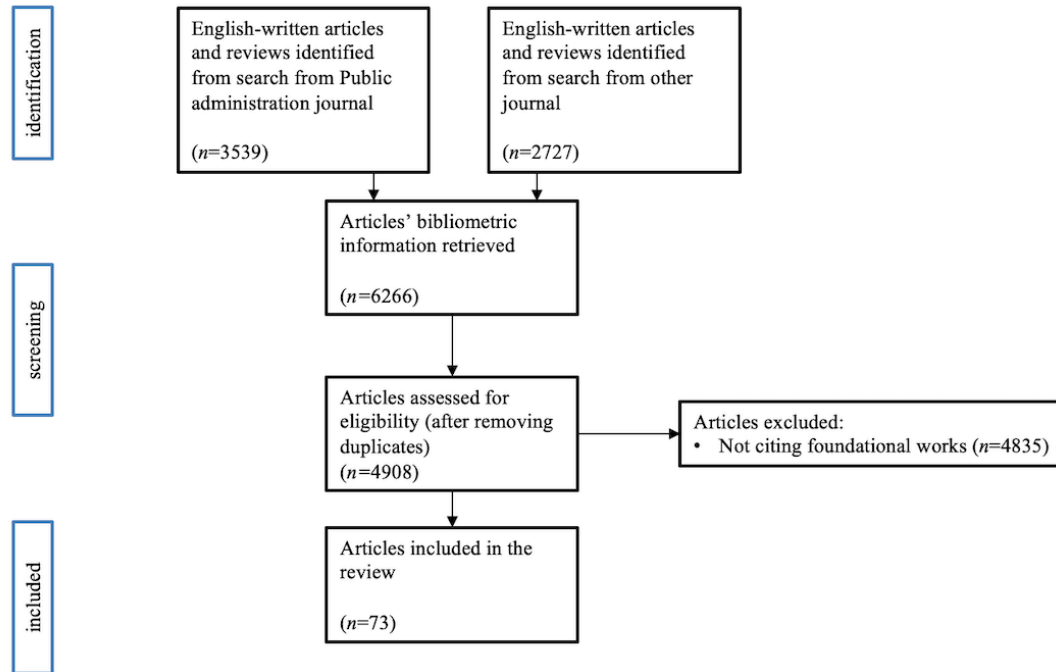 identification
English-written articles
and reviews identified
from search from Public
administration journal
(n=3539)
English-written articles
and reviews identified
from search from other
journal
(n=2727)
Articles’ bibliometric
information retrieved
(n=6266)
screening
Articles assessed for
eligibility (after removing
duplicates)
(n=4908)
Articles excluded:
• Not citing foundational works (n=4835)
included
Articles included in the
review
(n=73)